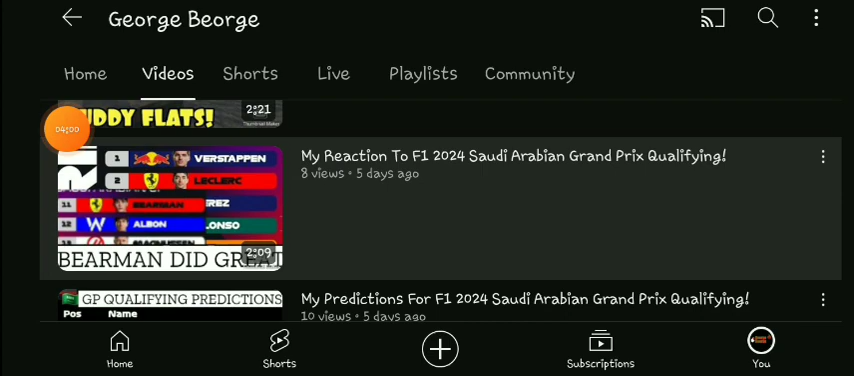 George Beorge
Home Videos Shorts Live Playlists Community
UDDY FLATS!
2:21
04:00
1 VERSTAPPEN
2 LECLERC
11 BEARMAN EREZ
12 ALBON LONSO
MAGNUSSEN
2:09
BEARMAN DID GREAT
My Reaction To F1 2024 Saudi Arabian Grand Prix Qualifying!
8 views • 5 days ago
GP QUALIFYING PREDICTIONS
Pos Name
My Predictions For F1 2024 Saudi Arabian Grand Prix Qualifying!
10 views • 5 days ago
Home Shorts Subscriptions You